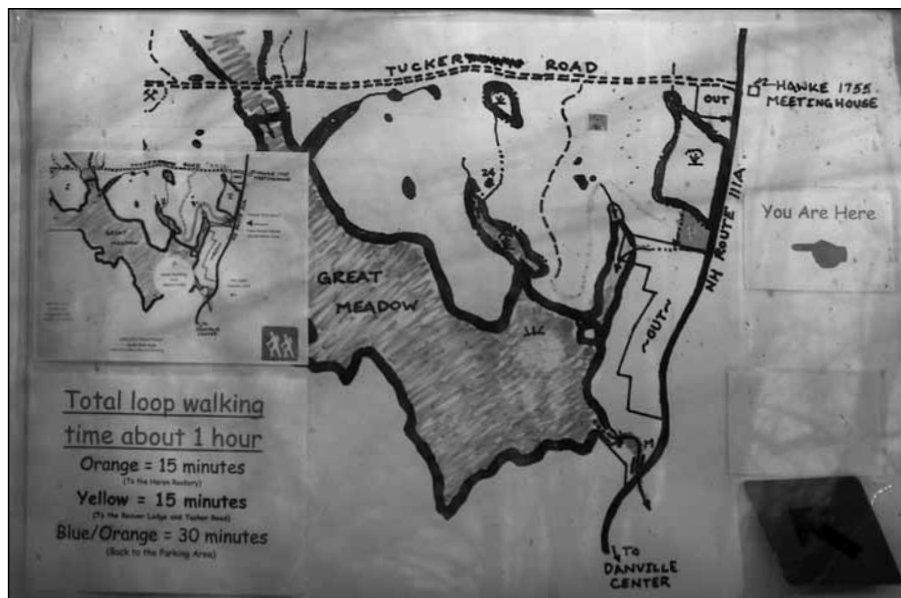 TUCKERTOWN ROAD
OUT
HAWKE 1755
MEETINGHOUSE
You Are Here
NH ROUTE 111A
24
GREAT
MEADOW
GREAT
MEADOW
~OUT~
M
TO
DANVILLE
CENTER
Total loop walking
time about 1 hour
Orange = 15 minutes
(To the Heron Rookery)
Yellow = 15 minutes
(To the Beaver Lodge and Tucker Road)
Blue/Orange = 30 minutes
(Back to the Parking Area)